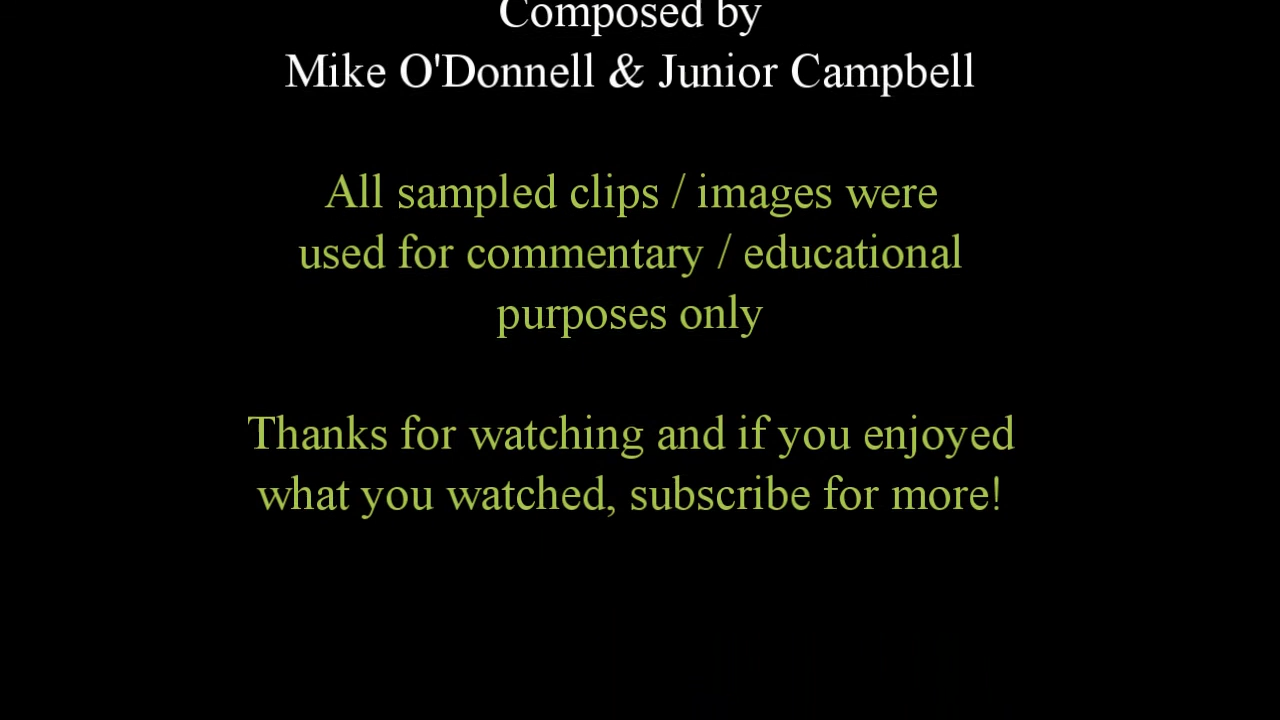 Composed by
Mike O'Donnell & Junior Campbell
All sampled clips / images were
used for commentary / educational
purposes only
Thanks for watching and if you enjoyed
what you watched, subscribe for more!